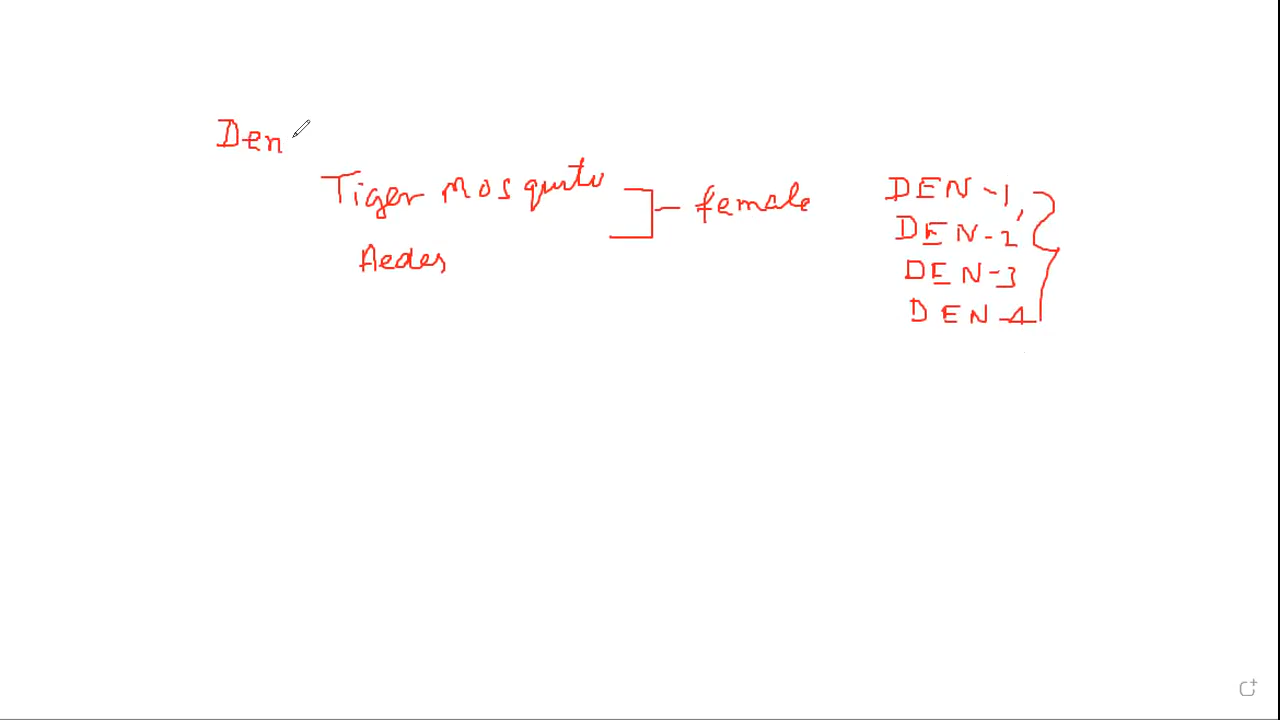 Den
Tiger Mosquito - female
Aedes
DEN-1,
DEN-2
DEN-3
DEN-4